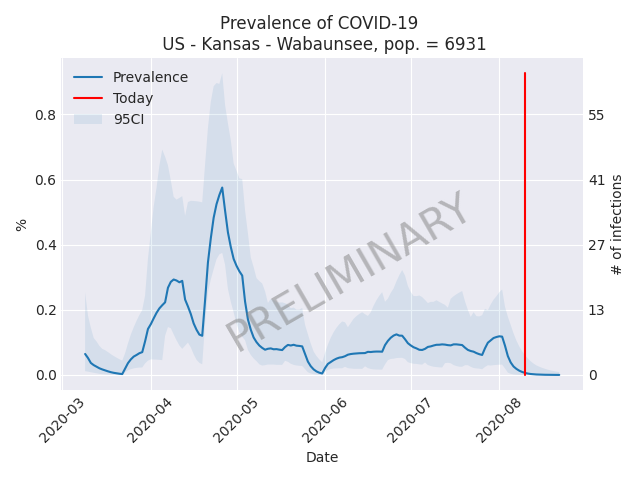 Prevalence of COVID-19
US - Kansas - Wabaunsee, pop. = 6931
Prevalence
Today
95CI
PRELIMINARY
0.8
0.6
0.4
0.2
0.0
%
55
41
27
13
0
# of infections
2020-03
2020-04
2020-05
2020-06
2020-07
2020-08
Date